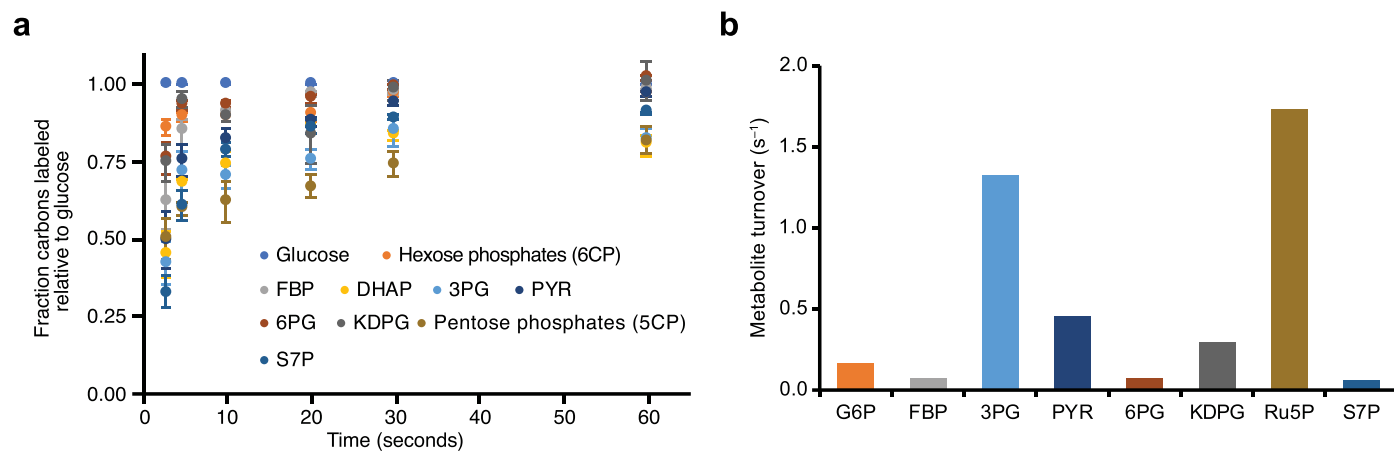 a
Fraction carbons labeled
relative to glucose
1.00
0.75
0.50
0.25
0.00
Glucose
Hexose phosphates (6CP)
FBP
DHAP
3PG
PYR
6PG
KDPG
Pentose phosphates (5CP)
S7P
0
10
20
30
40
50
60
Time (seconds)
b
Metabolite turnover (s⁻¹)
2.0
1.5
1.0
0.5
0.0
G6P
FBP
3PG
PYR
6PG
KDPG
Ru5P
S7P